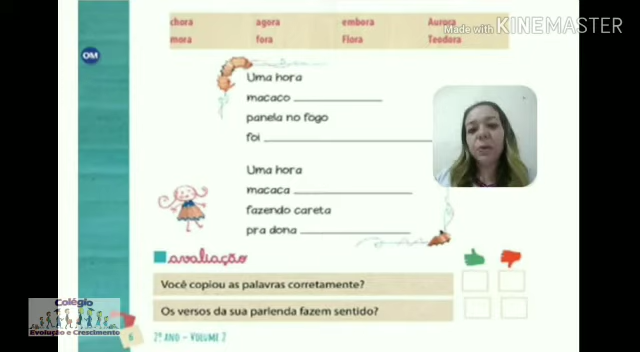 chora agora embora Aurora
mora fora Flora Teodora
Made with KINEMASTER
OM
Uma hora
macaco
panela no fogo
foi
Uma hora
macaca
fazendo careta
pra dona
avaliação
Você copiou as palavras corretamente?
Os versos da sua parlenda fazem sentido?
Colégio
Evolução e Crescimento
6 2º ANO – VOLUME 2